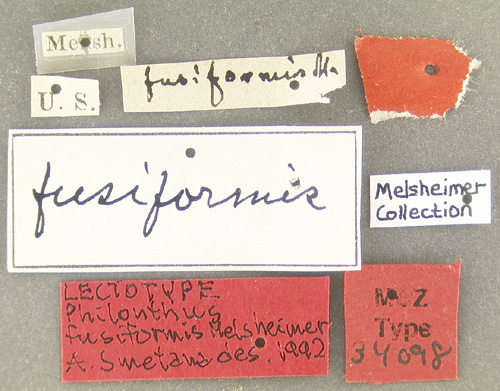 Melsh.
U. S.
fusiformis M.
fusiformis
Melsheimer
Collection
LECTOTYPE
Philonthus
fusiformis Melsheimer
A. Smetana des. 1992
M.C.Z
Type
34098